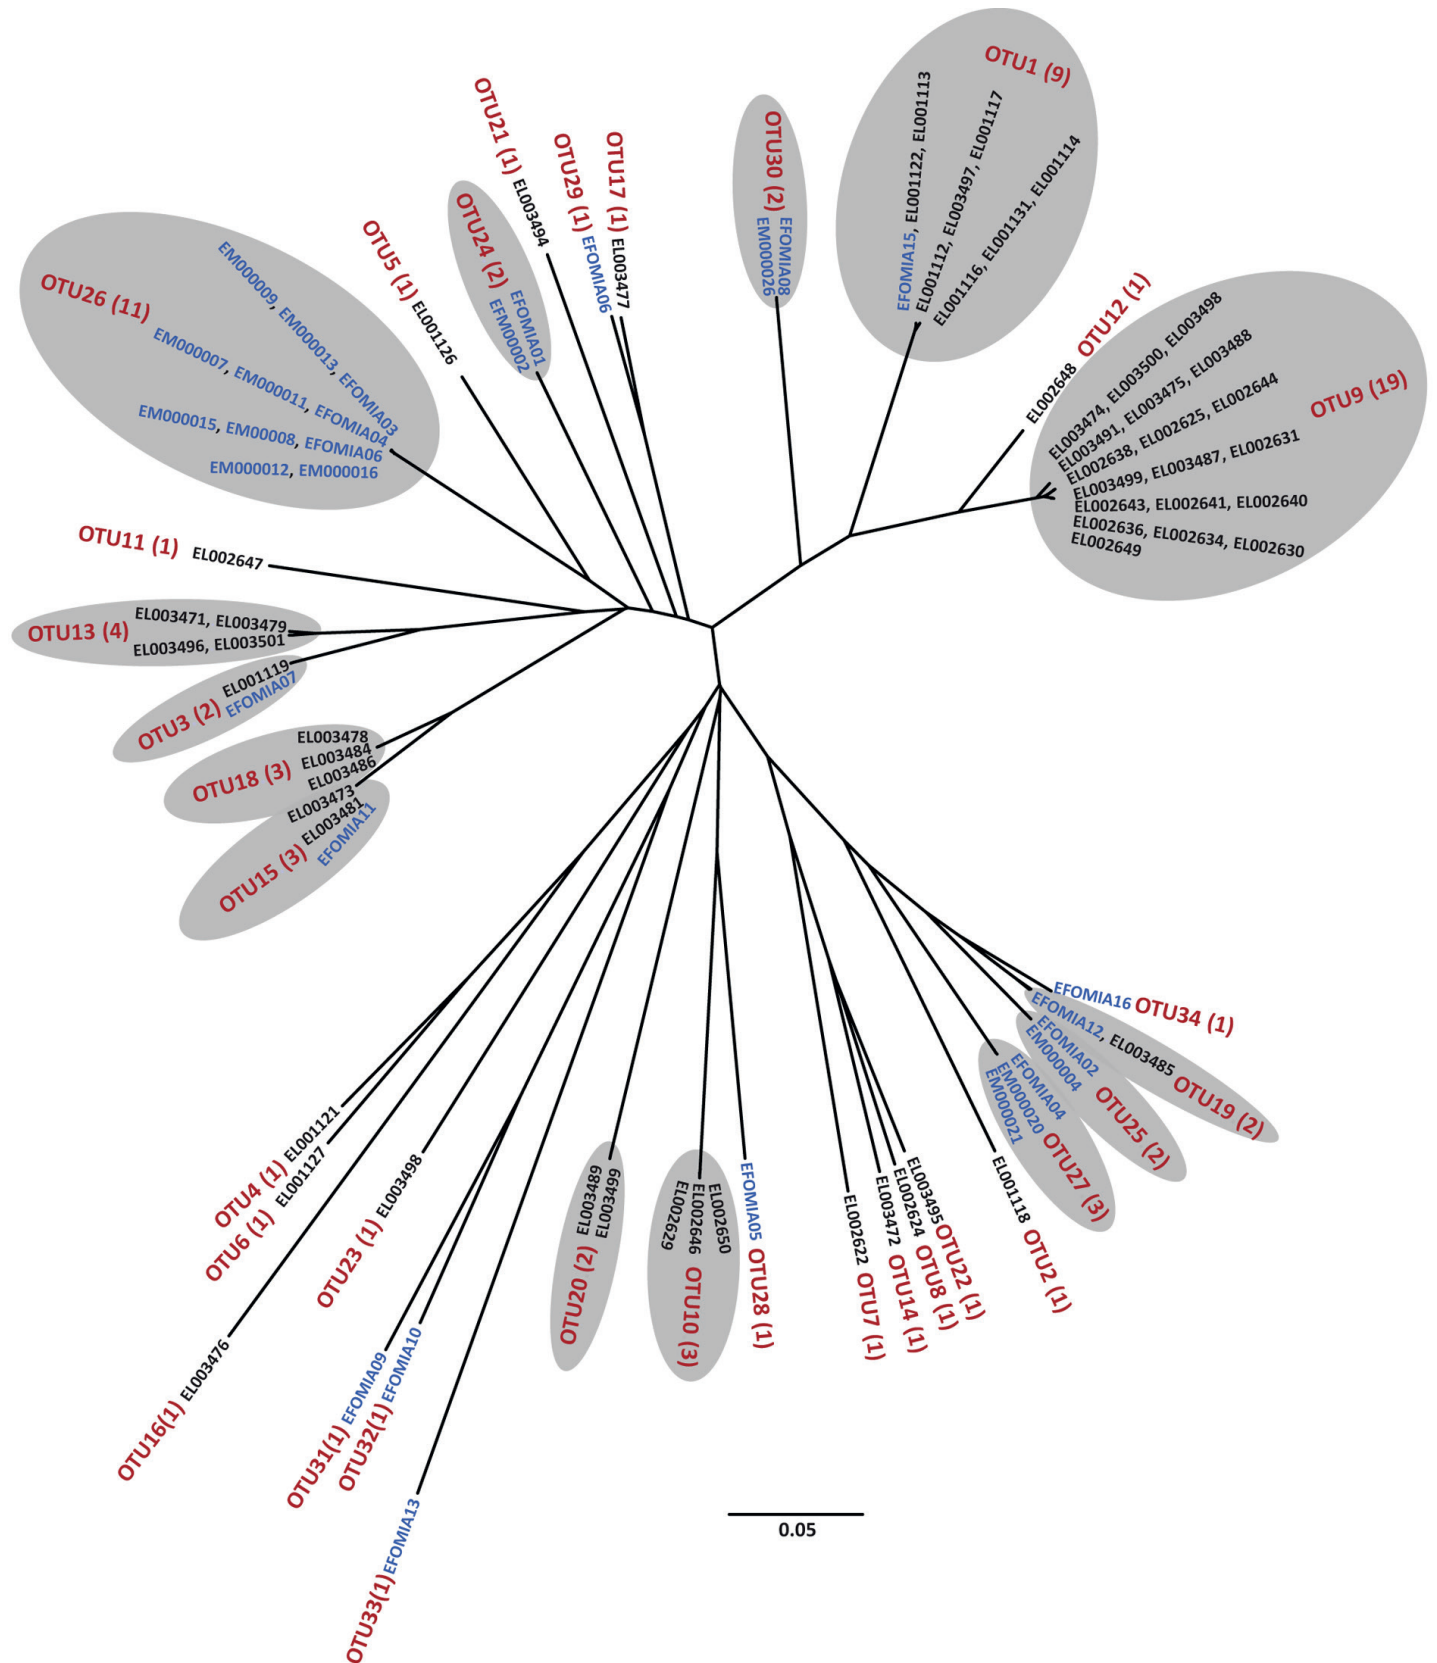 OTU1 (9)
EFOMIA15, EL001122, EL001113
EL001112, EL003497, EL001117
EL001116, EL001131, EL001114
OTU30 (2)
EFOMIA08
EM000026
OTU17 (1) EL003477
OTU29 (1) EFOMIA06
OTU21 (1) EL003494
OTU24 (2)
EFOMIA01
EFM00002
OTU5 (1) EL001126
OTU26 (11)
EM000009, EM000013, EFOMIA03
EM000007, EM000011, EFOMIA04
EM000015, EM00008, EFOMIA06
EM000012, EM000016
OTU12 (1)
EL002648
OTU9 (19)
EL003474, EL003500, EL003498
EL003491, EL003475, EL003488
EL002638, EL002625, EL002644
EL003499, EL003487, EL002631
EL002643, EL002641, EL002640
EL002636, EL002634, EL002630
EL002649
OTU11 (1) EL002647
OTU13 (4)
EL003471, EL003479
EL003496, EL003501
OTU3 (2)
EL001119
EFOMIA07
OTU18 (3)
EL003478
EL003484
EL003486
OTU15 (3)
EL003473
EL003481
EFOMIA11
EFOMIA16 OTU34 (1)
EFOMIA12, EL003485
OTU19 (2)
EFOMIA02
EM000004
OTU25 (2)
EFOMIA04
EM000020
EM000021
OTU27 (3)
EL001118 OTU2 (1)
EL003495 OTU22 (1)
EL002624 OTU8 (1)
EL003472 OTU14 (1)
EL002622 OTU7 (1)
EFOMIA05 OTU28 (1)
EL002650
EL002646
EL002629
OTU10 (3)
EL003489
EL003499
OTU20 (2)
OTU4 (1) EL001121
OTU6 (1) EL001127
OTU23 (1) EL003498
OTU16(1) EL003476
OTU31(1) EFOMIA09
OTU32(1) EFOMIA10
OTU33(1) EFOMIA13
0.05